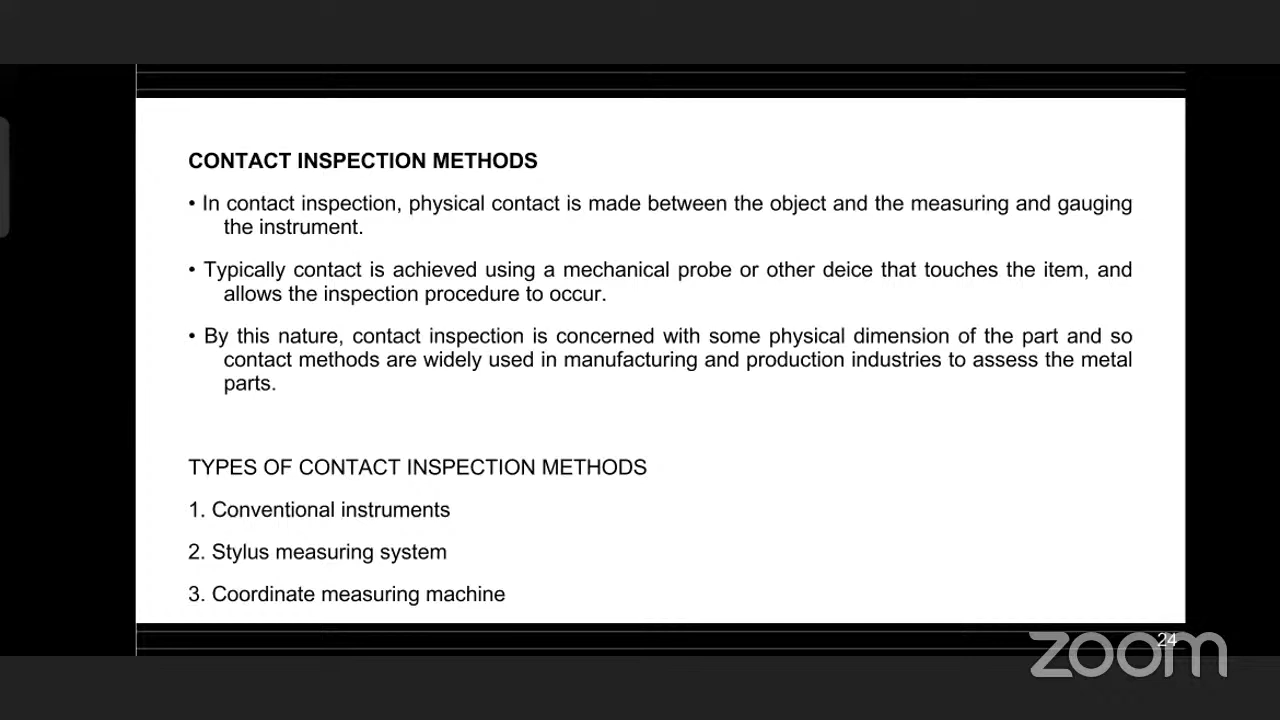 CONTACT INSPECTION METHODS
• In contact inspection, physical contact is made between the object and the measuring and gauging
the instrument.
• Typically contact is achieved using a mechanical probe or other deice that touches the item, and
allows the inspection procedure to occur.
• By this nature, contact inspection is concerned with some physical dimension of the part and so
contact methods are widely used in manufacturing and production industries to assess the metal
parts.
TYPES OF CONTACT INSPECTION METHODS
1. Conventional instruments
2. Stylus measuring system
3. Coordinate measuring machine
24
zoom